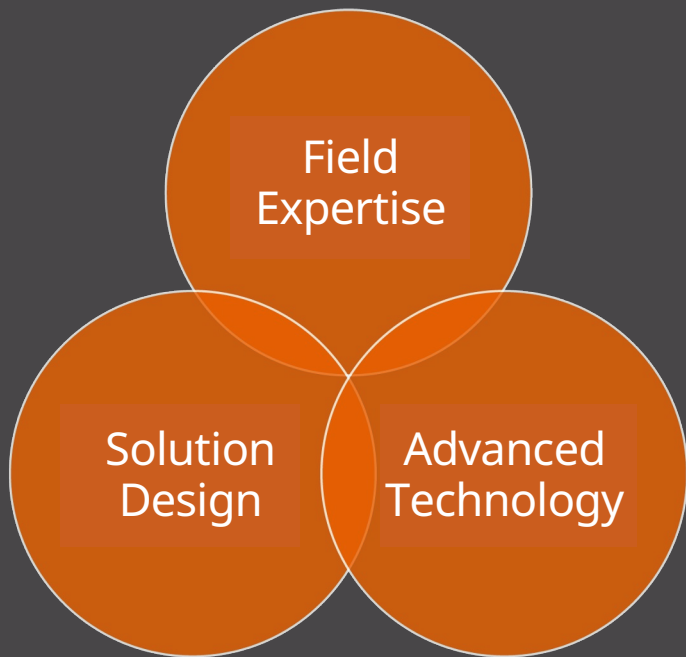 Field
Expertise
Solution
Design
Advanced
Technology